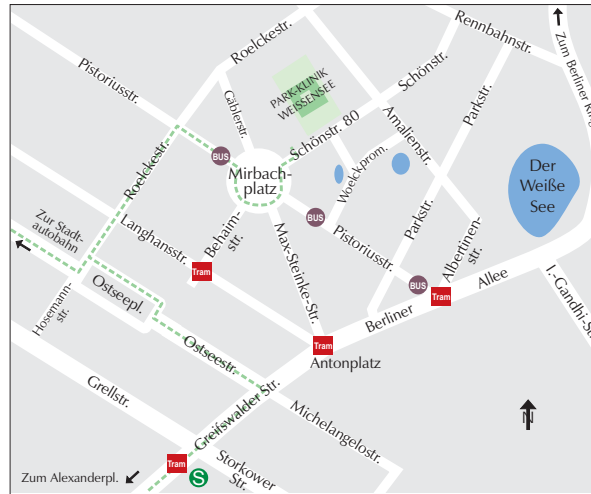 Roelckestr.
Rennbahnstr.
Zum Berliner Ring
Pistoriusstr.
PARK-KLINIK
WEISSENSEE
Schönstr.
Gäblerstr.
Parkstr.
Amalienstr.
Schönstr. 80
BUS
Mirbach-
platz
Woelckprom.
Der
Weiße
See
Roelckestr.
BUS
Zur Stadt-
autobahn
Langhansstr.
Behaim-
str.
Max-Steinke-Str.
Pistoriusstr.
Parkstr.
Albertinen-
str.
Tram
BUS
Tram
Allee
Berliner
I.-Gandhi-Str.
Ostseepl.
Hosemann-
str.
Tram
Antonplatz
Ostseestr.
Grellstr.
Greifswalder Str.
Michelangelostr.
N
Tram
S
Storkower
Str.
Zum Alexanderpl.